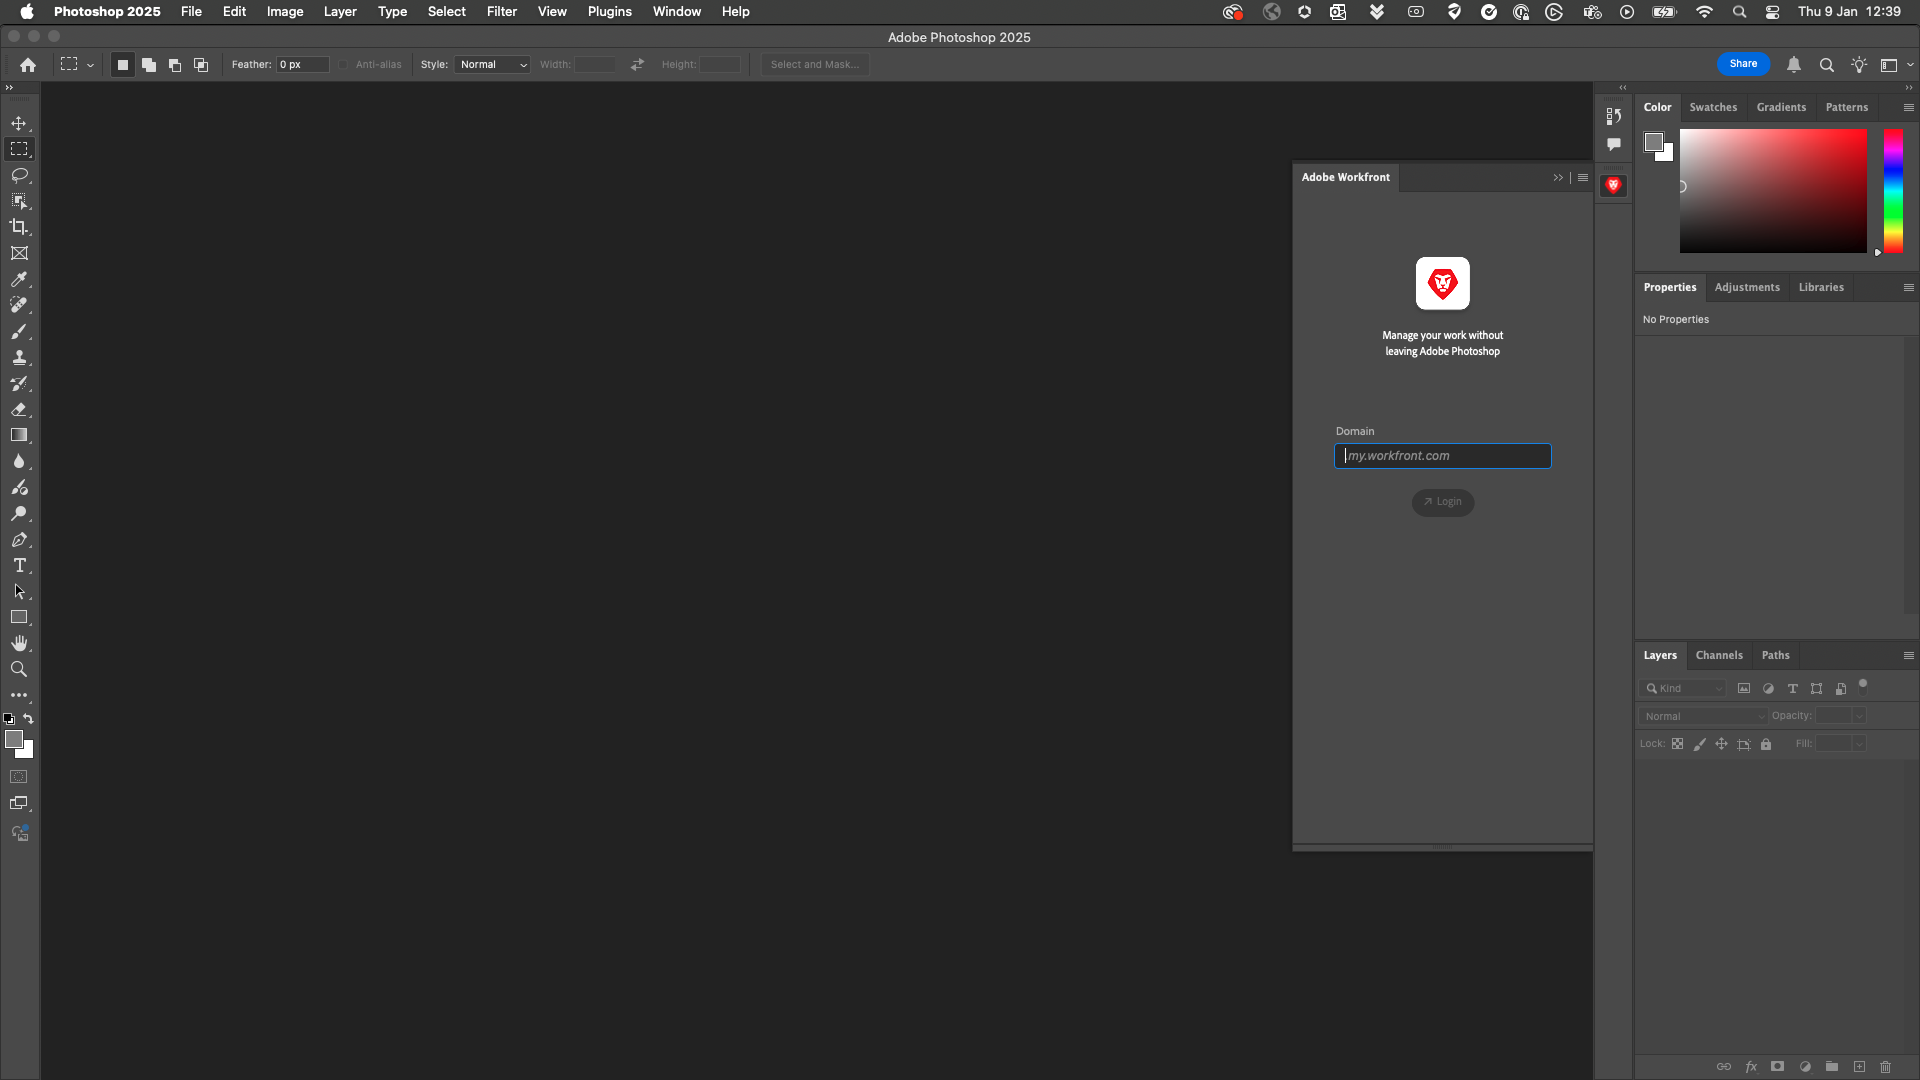 Photoshop 2025 File Edit Image Layer Type Select Filter View Plugins Window Help Thu 9 Jan 12:39
Adobe Photoshop 2025
Feather: 0 px Anti-alias Style: Normal Width: Height: Select and Mask... Share
Color Swatches Gradients Patterns
Adobe Workfront
Manage your work without
leaving Adobe Photoshop
Domain
.my.workfront.com
Login
Properties Adjustments Libraries
No Properties
Layers Channels Paths
Kind
Normal Opacity:
Lock: Fill:
fx